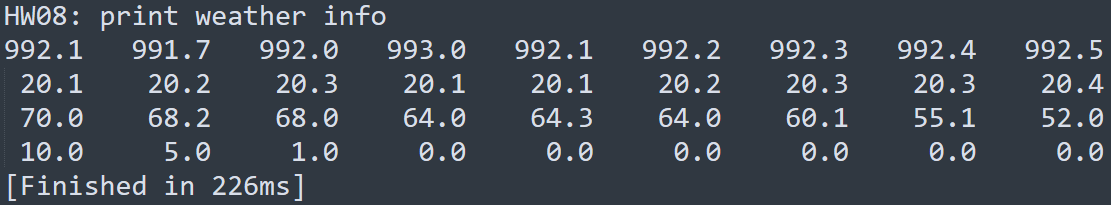 HW08: print weather info
992.1   991.7   992.0   993.0   992.1   992.2   992.3   992.4   992.5
 20.1    20.2    20.3    20.1    20.1    20.2    20.3    20.3    20.4
 70.0    68.2    68.0    64.0    64.3    64.0    60.1    55.1    52.0
 10.0     5.0     1.0     0.0     0.0     0.0     0.0     0.0     0.0
[Finished in 226ms]